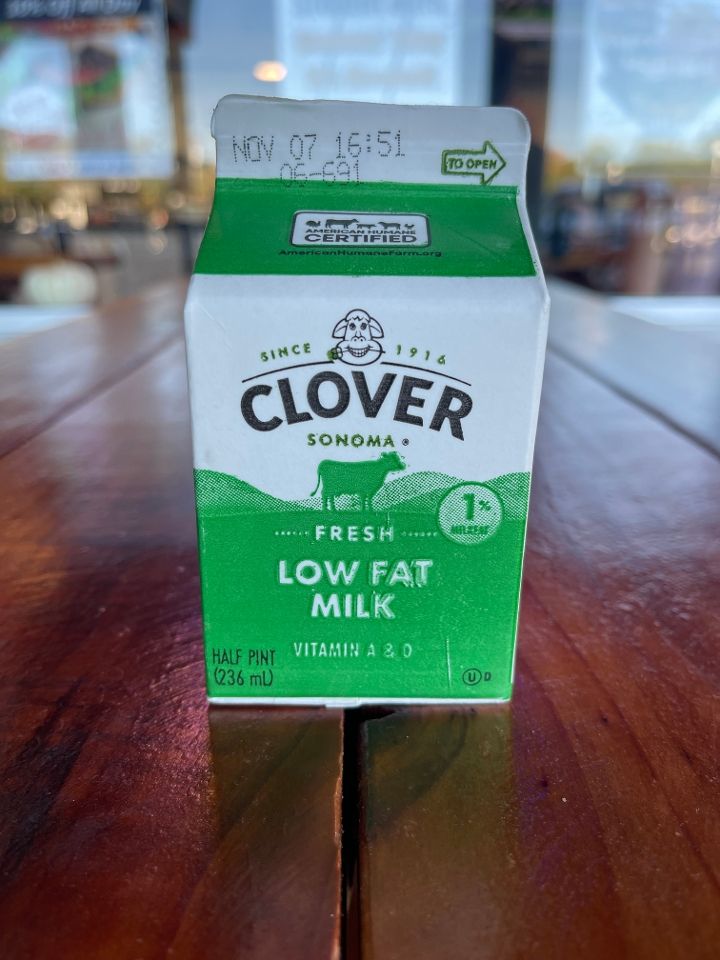 NOV 07 16:51
06-691
TO OPEN
AMERICAN HUMANE
CERTIFIED
AmericanHumaneFarm.org
SINCE 1916
CLOVER
SONOMA
1%
MILKFAT
FRESH
LOW FAT
MILK
VITAMIN A & D
HALF PINT
(236 mL)
U D